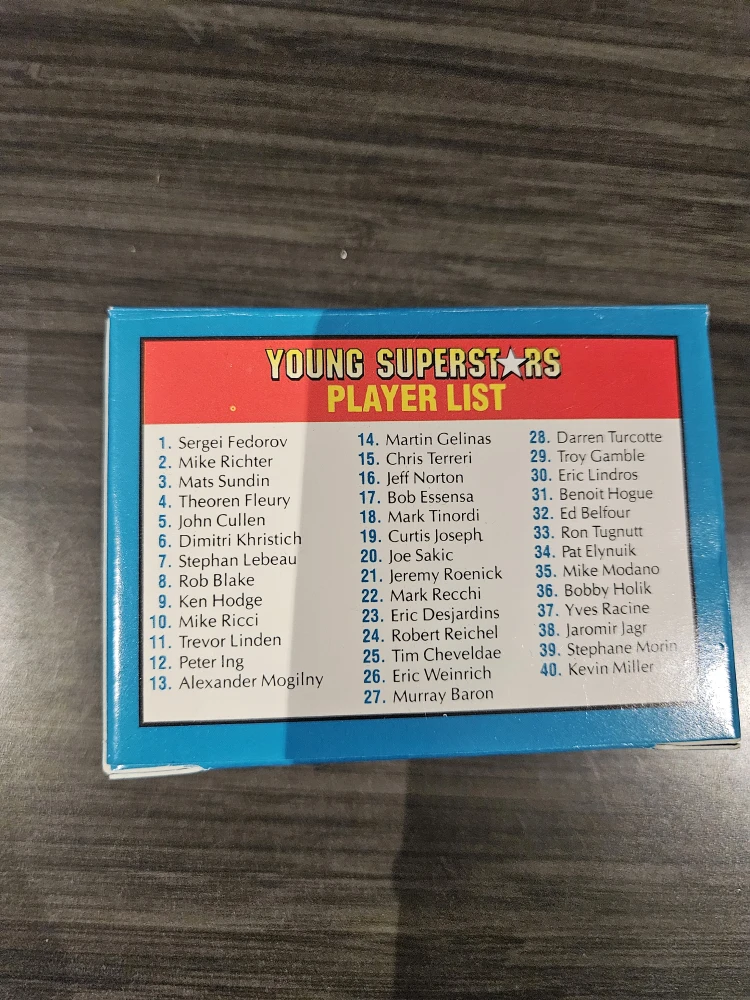 YOUNG SUPERSTARS
PLAYER LIST
1. Sergei Fedorov
2. Mike Richter
3. Mats Sundin
4. Theoren Fleury
5. John Cullen
6. Dimitri Khristich
7. Stephan Lebeau
8. Rob Blake
9. Ken Hodge
10. Mike Ricci
11. Trevor Linden
12. Peter Ing
13. Alexander Mogilny
14. Martin Gelinas
15. Chris Terreri
16. Jeff Norton
17. Bob Essensa
18. Mark Tinordi
19. Curtis Joseph
20. Joe Sakic
21. Jeremy Roenick
22. Mark Recchi
23. Eric Desjardins
24. Robert Reichel
25. Tim Cheveldae
26. Eric Weinrich
27. Murray Baron
28. Darren Turcotte
29. Troy Gamble
30. Eric Lindros
31. Benoit Hogue
32. Ed Belfour
33. Ron Tugnutt
34. Pat Elynuik
35. Mike Modano
36. Bobby Holik
37. Yves Racine
38. Jaromir Jagr
39. Stephane Morin
40. Kevin Miller